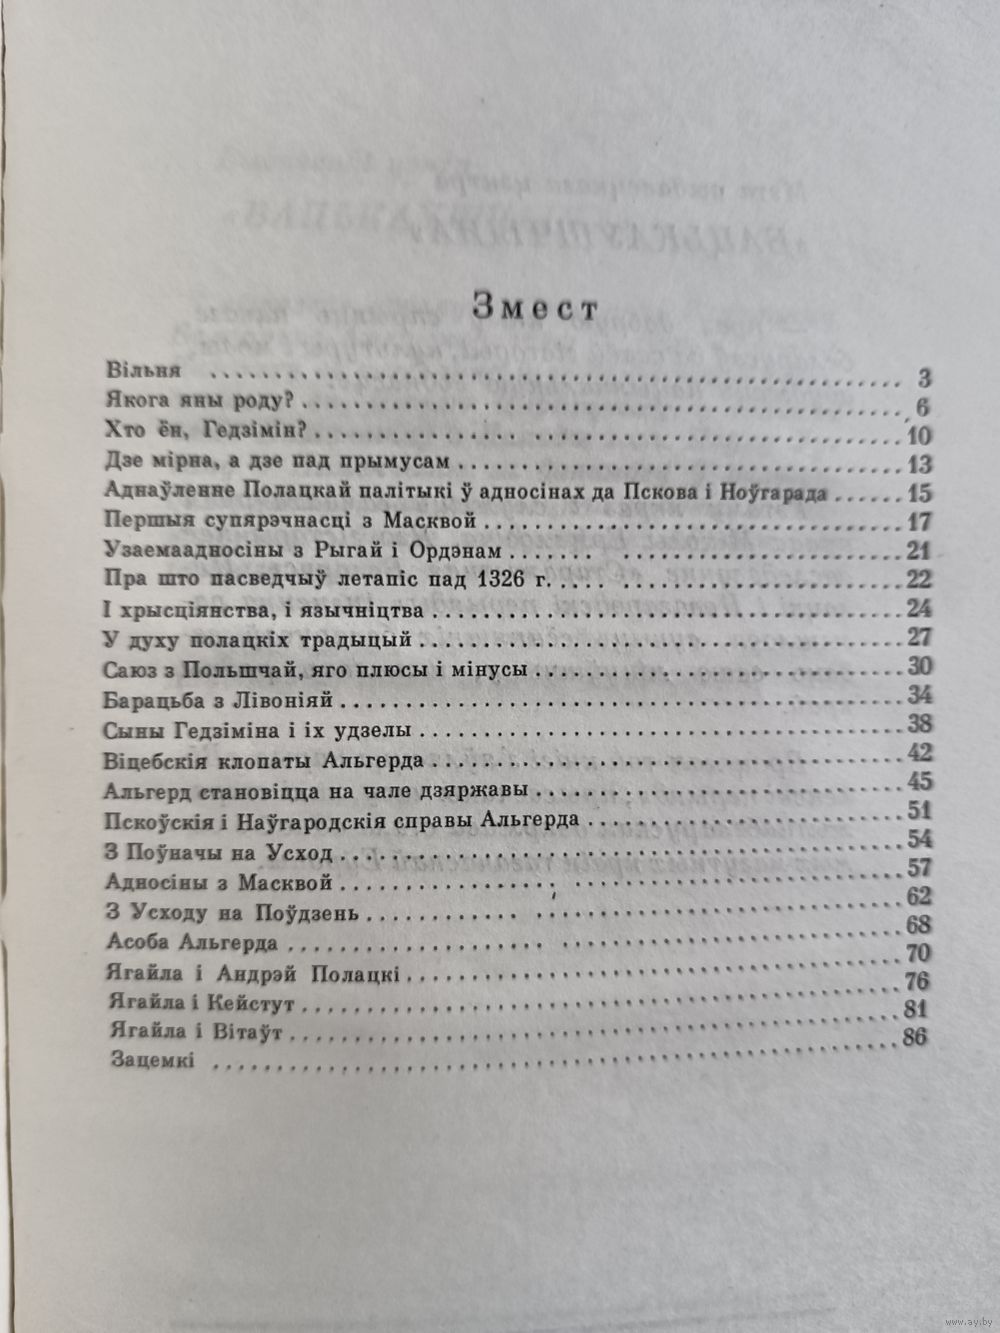 Змест
Вільня ........ 3
Якога яны роду? ........ 6
Хто ён, Гедзімін? ........ 10
Дзе мірна, а дзе пад прымусам ........ 13
Аднаўленне Полацкай палітыкі ў адносінах да Пскова і Ноўгарада ...... 15
Першыя супярэчнасці з Масквой ........ 17
Узаемаадносіны з Рыгай і Ордэнам ........ 21
Пра што пасведчыў летапіс пад 1326 г. ........ 22
І хрысціянства, і язычніцтва ........ 24
У духу полацкіх традыцый ........ 27
Саюз з Польшчай, яго плюсы і мінусы ........ 30
Барацьба з Лівоніяй ........ 34
Сыны Гедзіміна і іх удзелы ........ 38
Віцебскія клопаты Альгерда ........ 42
Альгерд становіцца на чале дзяржавы ........ 45
Пскоўскія і Наўгародскія справы Альгерда ........ 51
З Поўначы на Усход ........ 54
Адносіны з Масквой ........ 57
З Усходу на Поўдзень ........ 62
Асоба Альгерда ........ 68
Ягайла і Андрэй Полацкі ........ 70
Ягайла і Кейстут ........ 76
Ягайла і Вітаўт ........ 81
Зацемкі ........ 86
www.ay.by